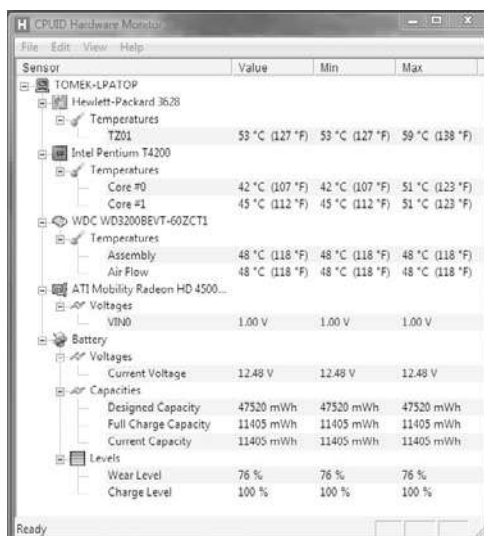 CPUID Hardware Monitor
File Edit View Help
Sensor Value Min Max
TOMEK-LPATOP
Hewlett-Packard 3628
Temperatures
TZ01 53 °C (127 °F) 53 °C (127 °F) 59 °C (138 °F)
Intel Pentium T4200
Temperatures
Core #0 42 °C (107 °F) 42 °C (107 °F) 51 °C (123 °F)
Core #1 45 °C (112 °F) 45 °C (112 °F) 51 °C (123 °F)
WDC WD3200BEVT-60ZCT1
Temperatures
Assembly 48 °C (118 °F) 48 °C (118 °F) 48 °C (118 °F)
Air Flow 48 °C (118 °F) 48 °C (118 °F) 48 °C (118 °F)
ATI Mobility Radeon HD 4500...
Voltages
VIN0 1.00 V 1.00 V 1.00 V
Battery
Voltages
Current Voltage 12.48 V 12.48 V 12.48 V
Capacities
Designed Capacity 47520 mWh 47520 mWh 47520 mWh
Full Charge Capacity 11405 mWh 11405 mWh 11405 mWh
Current Capacity 11405 mWh 11405 mWh 11405 mWh
Levels
Wear Level 76 % 76 % 76 %
Charge Level 100 % 100 % 100 %
Ready